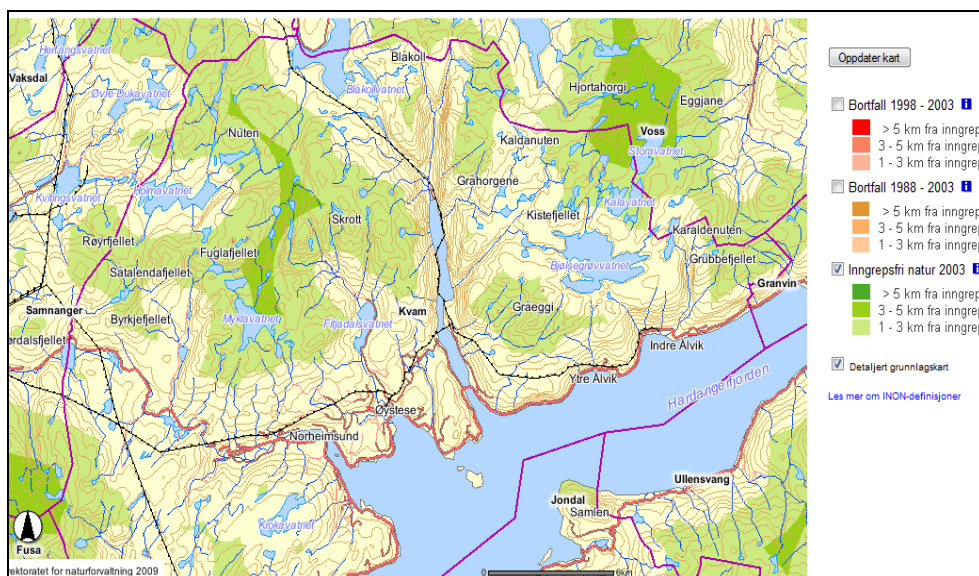 Blåkoll
Herfangsvatnet
Vaksdal
Øvre Dukavatnet
Blåkollvatnet
Hjortahorgi
Eggjane
Nuten
Kaldanuten
Voss
Storavatnet
Kvitingsvatnet
Holmavatnet
Grahorgene
Kalavatnet
Skrott
Kistefjellet
Karaldenuten
Røyrfjellet
Fuglafjellet
Grubbefjellet
Satalendafjellet
Bjølsegrøvvatnet
Granvin
Samnanger
Byrkjefjellet
Myklavatnet
Fitjadalsvatnet
Kvam
Graeggi
ørdalsfjellet
Indre Ålvik
Ytre Ålvik
Hardangerfjorden
Øystese
Norheimsund
Ullensvang
Jondal
Samlen
Krokavatnet
Fusa
rektoratet for naturforvaltning 2009
0 6km
Oppdater kart
Bortfall 1998 - 2003 i
> 5 km fra inngrep
3 - 5 km fra inngrep
1 - 3 km fra inngrep
Bortfall 1988 - 2003 i
> 5 km fra inngrep
3 - 5 km fra inngrep
1 - 3 km fra inngrep
Inngrepsfri natur 2003 i
> 5 km fra inngrep
3 - 5 km fra inngrep
1 - 3 km fra inngrep
Detaljert grunnlagskart
Les mer om INON-definisjoner